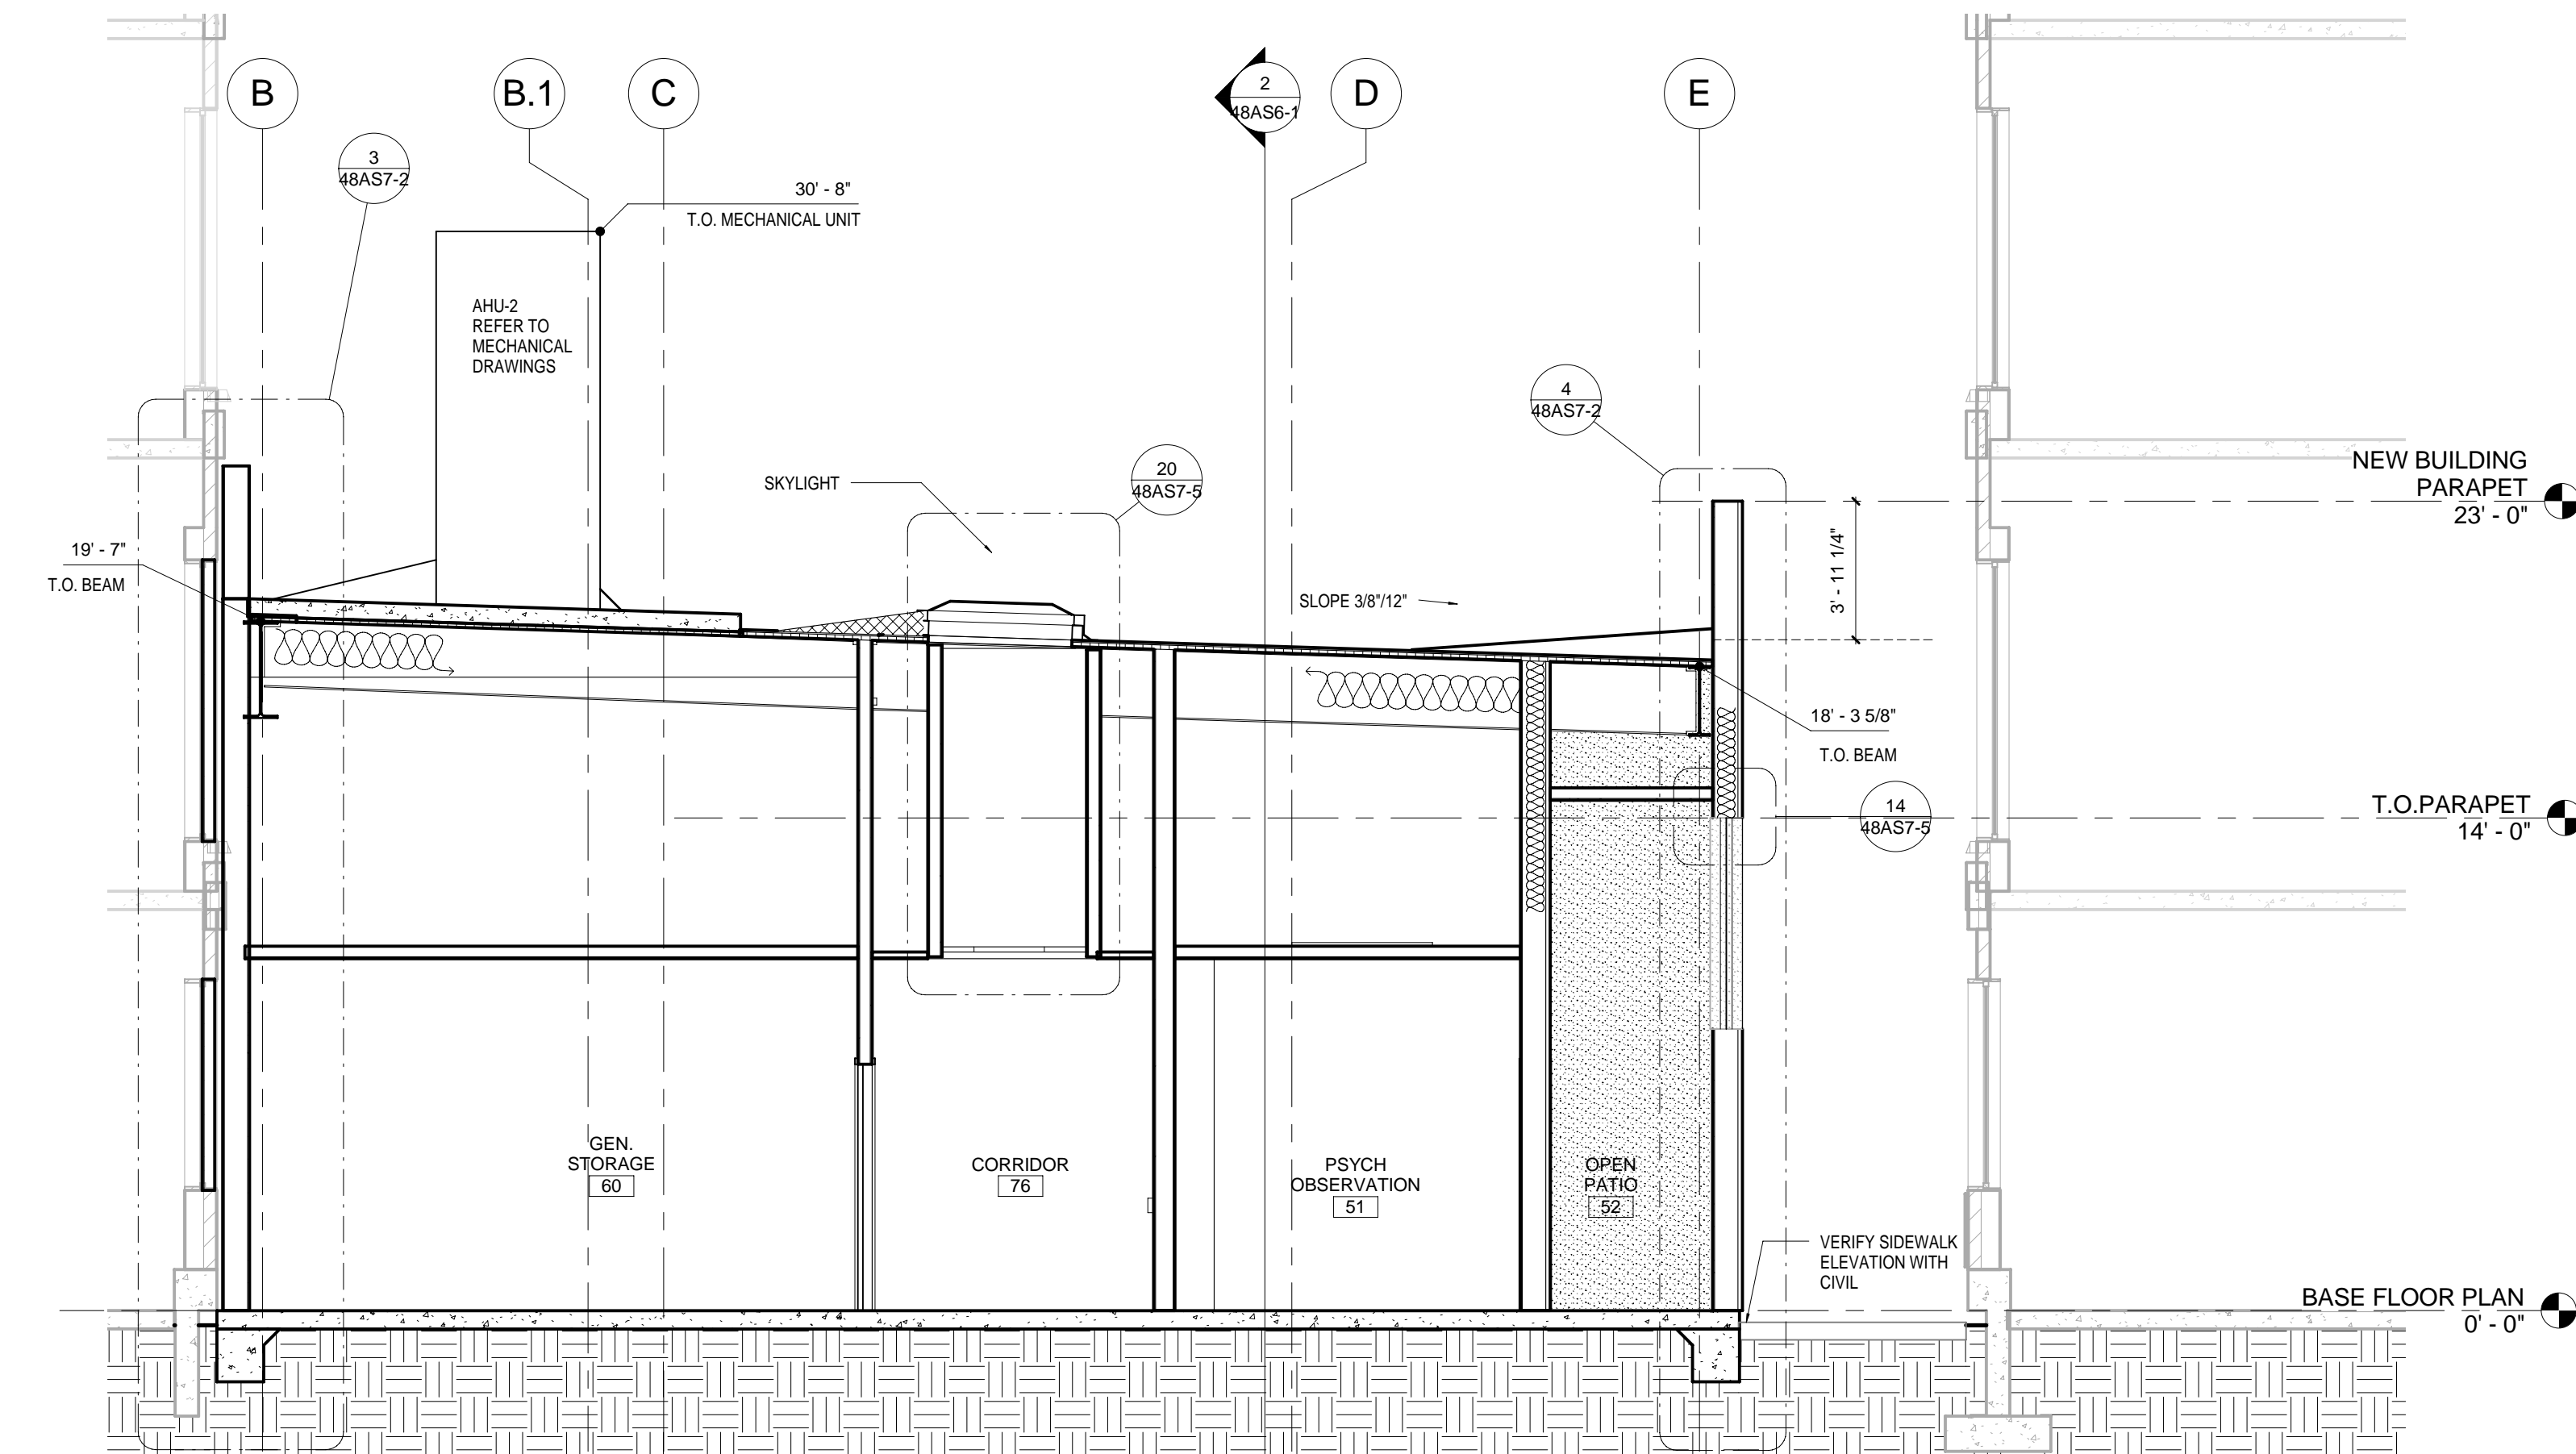 B
B.1
C
2
48AS6-1
D
E
3
48AS7-2
30' - 8"
T.O. MECHANICAL UNIT
AHU-2
REFER TO
MECHANICAL
DRAWINGS
4
48AS7-2
20
48AS7-5
SKYLIGHT
NEW BUILDING
PARAPET
23' - 0"
19' - 7"
T.O. BEAM
3' - 11 1/4"
SLOPE 3/8"/12"
18' - 3 5/8"
T.O. BEAM
14
48AS7-5
T.O.PARAPET
14' - 0"
GEN.
STORAGE
60
CORRIDOR
76
PSYCH
OBSERVATION
51
OPEN
PATIO
52
VERIFY SIDEWALK
ELEVATION WITH
CIVIL
BASE FLOOR PLAN
0' - 0"